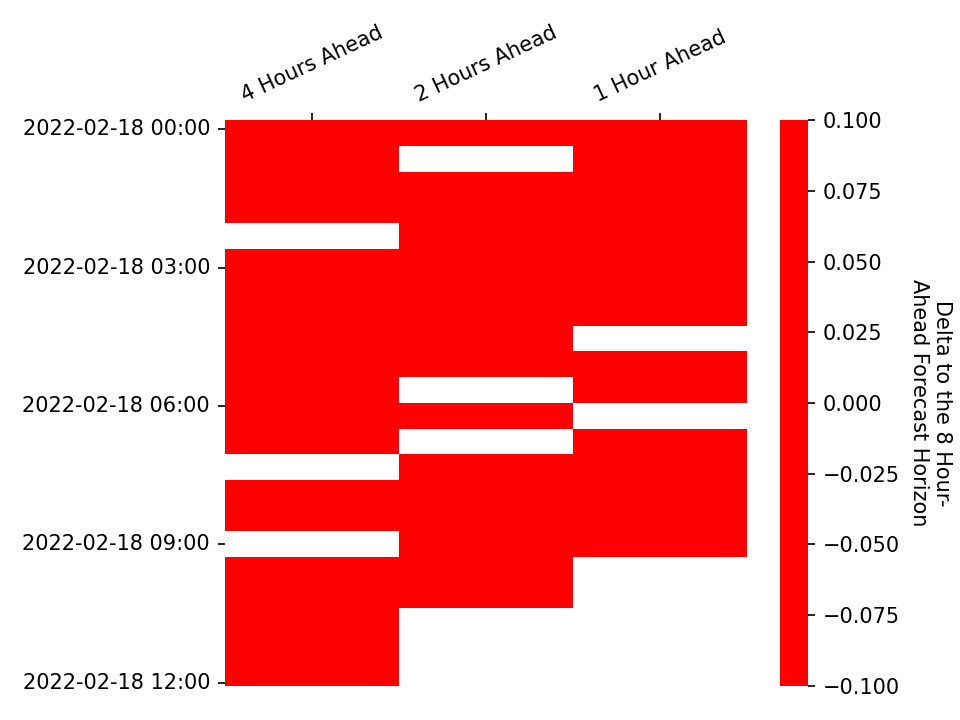 4 Hours Ahead
2 Hours Ahead
1 Hour Ahead
2022-02-18 00:00
2022-02-18 03:00
2022-02-18 06:00
2022-02-18 09:00
2022-02-18 12:00
0.100
0.075
0.050
0.025
0.000
−0.025
−0.050
−0.075
−0.100
Delta to the 8 Hour-
Ahead Forecast Horizon